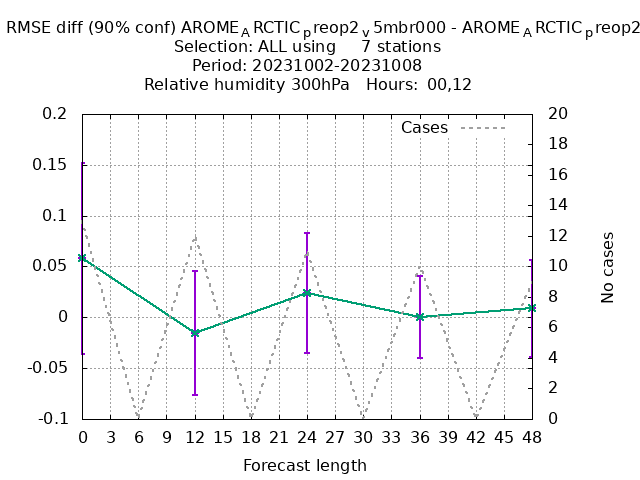 RMSE diff (90% conf) AROME_ARCTIC_preop2_v5mbr000 - AROME_ARCTIC_preop2
Selection: ALL using 7 stations
Period: 20231002-20231008
Relative humidity 300hPa Hours: 00,12
Cases
0.2
0.15
0.1
0.05
0
-0.05
-0.1
20
18
16
14
12
10
8
6
4
2
0
No cases
0 3 6 9 12 15 18 21 24 27 30 33 36 39 42 45 48
Forecast length